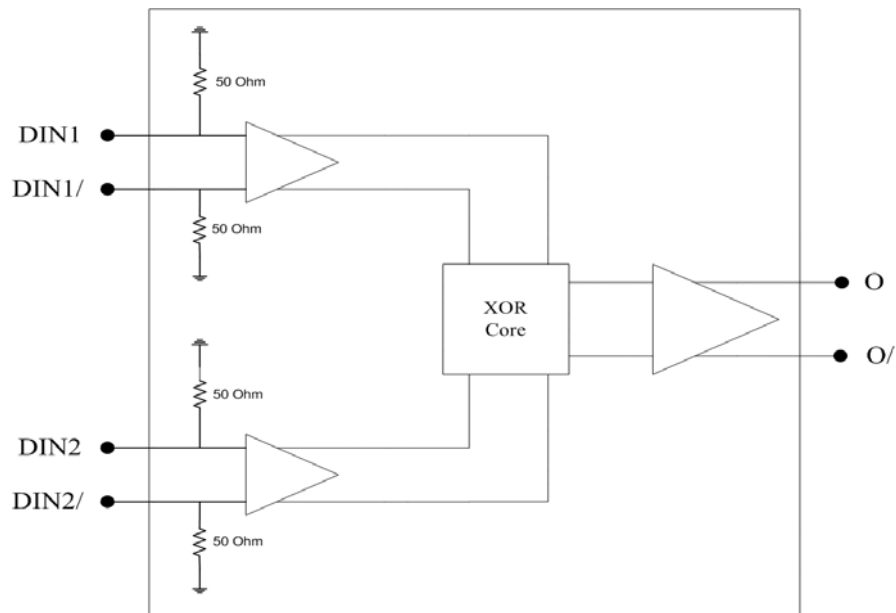 50 Ohm
DIN1
DIN1/
50 Ohm
XOR
Core
O
O/
50 Ohm
DIN2
DIN2/
50 Ohm